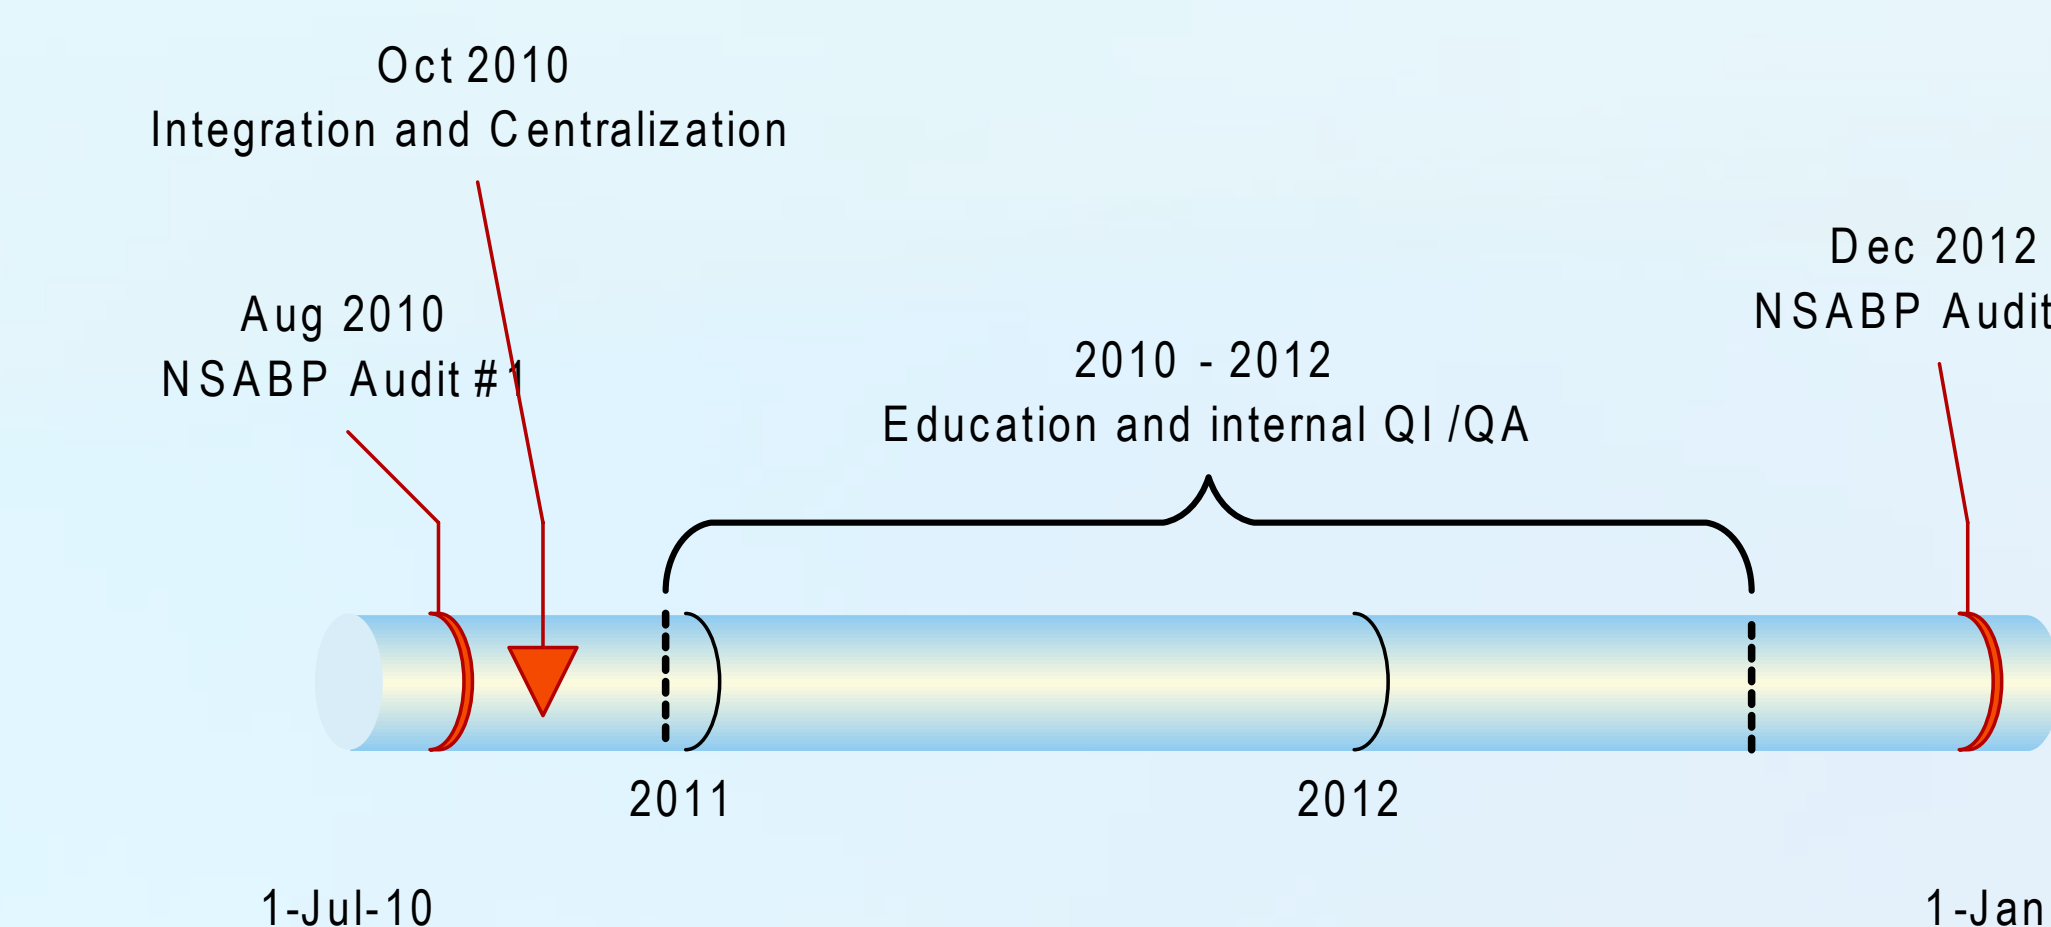 Oct 2010
Integration and Centralization
Aug 2010
NSABP Audit #1
Dec 2012
NSABP Audit
2010 - 2012
Education and internal QI /QA
2011
2012
1-Jul-10
1-Jan